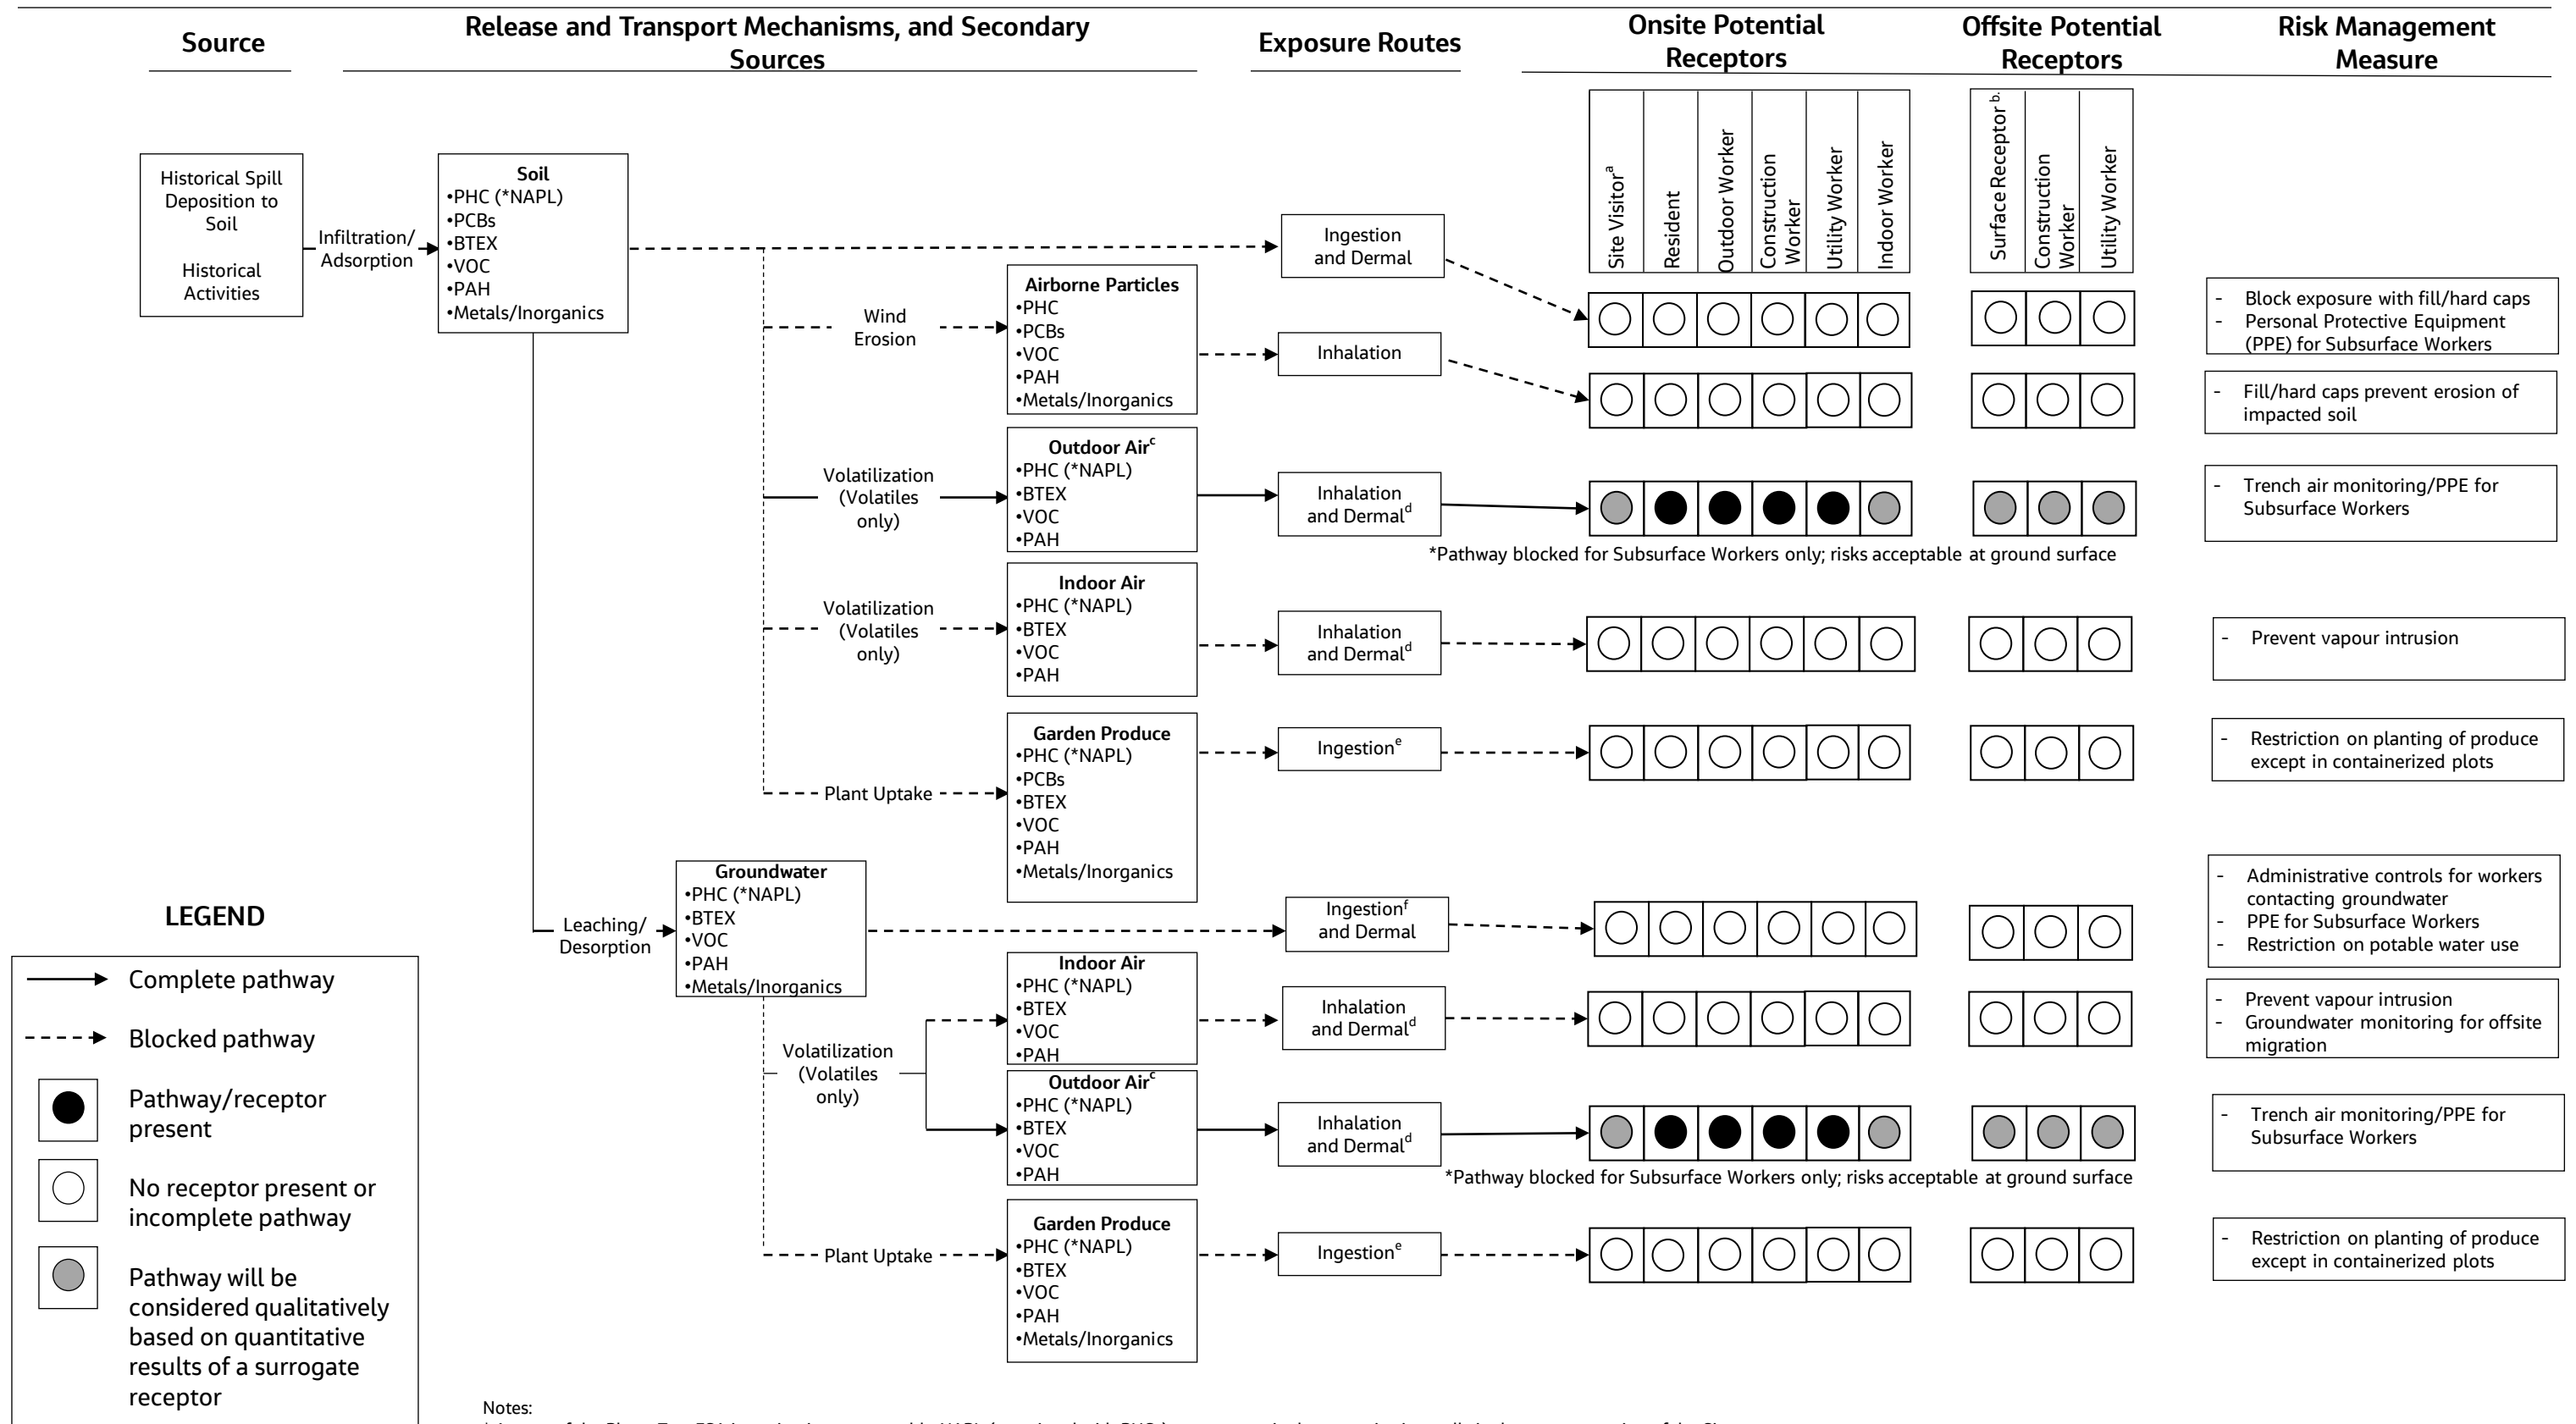 Source
Release and Transport Mechanisms, and Secondary
Sources
Exposure Routes
Onsite Potential
Receptors
Offsite Potential
Receptors
Risk Management
Measure
Site Visitor a
Resident
Outdoor Worker
Construction
Worker
Utility Worker
Indoor Worker
Surface Receptor b.
Construction
Worker
Utility Worker
Historical Spill
Deposition to
Soil
Historical
Activities
Infiltration/
Adsorption
Soil
•PHC (*NAPL)
•PCBs
•BTEX
•VOC
•PAH
•Metals/Inorganics
Ingestion
and Dermal
- Block exposure with fill/hard caps
- Personal Protective Equipment
(PPE) for Subsurface Workers
Wind
Erosion
Airborne Particles
•PHC
•PCBs
•VOC
•PAH
•Metals/Inorganics
Inhalation
- Fill/hard caps prevent erosion of
impacted soil
Volatilization
(Volatiles
only)
Outdoor Air c
•PHC (*NAPL)
•BTEX
•VOC
•PAH
Inhalation
and Dermal d
- Trench air monitoring/PPE for
Subsurface Workers
*Pathway blocked for Subsurface Workers only; risks acceptable at ground surface
Volatilization
(Volatiles
only)
Indoor Air
•PHC (*NAPL)
•BTEX
•VOC
•PAH
Inhalation
and Dermal d
- Prevent vapour intrusion
Plant Uptake
Garden Produce
•PHC (*NAPL)
•PCBs
•BTEX
•VOC
•PAH
•Metals/Inorganics
Ingestion e
- Restriction on planting of produce
except in containerized plots
Leaching/
Desorption
Groundwater
•PHC (*NAPL)
•BTEX
•VOC
•PAH
•Metals/Inorganics
Ingestion f
and Dermal
- Administrative controls for workers
contacting groundwater
- PPE for Subsurface Workers
- Restriction on potable water use
Volatilization
(Volatiles
only)
Indoor Air
•PHC (*NAPL)
•BTEX
•VOC
•PAH
Inhalation
and Dermal d
- Prevent vapour intrusion
- Groundwater monitoring for offsite
migration
Outdoor Air c
•PHC (*NAPL)
•BTEX
•VOC
•PAH
Inhalation
and Dermal d
- Trench air monitoring/PPE for
Subsurface Workers
*Pathway blocked for Subsurface Workers only; risks acceptable at ground surface
Plant Uptake
Garden Produce
•PHC (*NAPL)
•BTEX
•VOC
•PAH
•Metals/Inorganics
Ingestion e
- Restriction on planting of produce
except in containerized plots
LEGEND
Complete pathway
Blocked pathway
Pathway/receptor
present
No receptor present or
incomplete pathway
Pathway will be
considered qualitatively
based on quantitative
results of a surrogate
receptor
Notes: